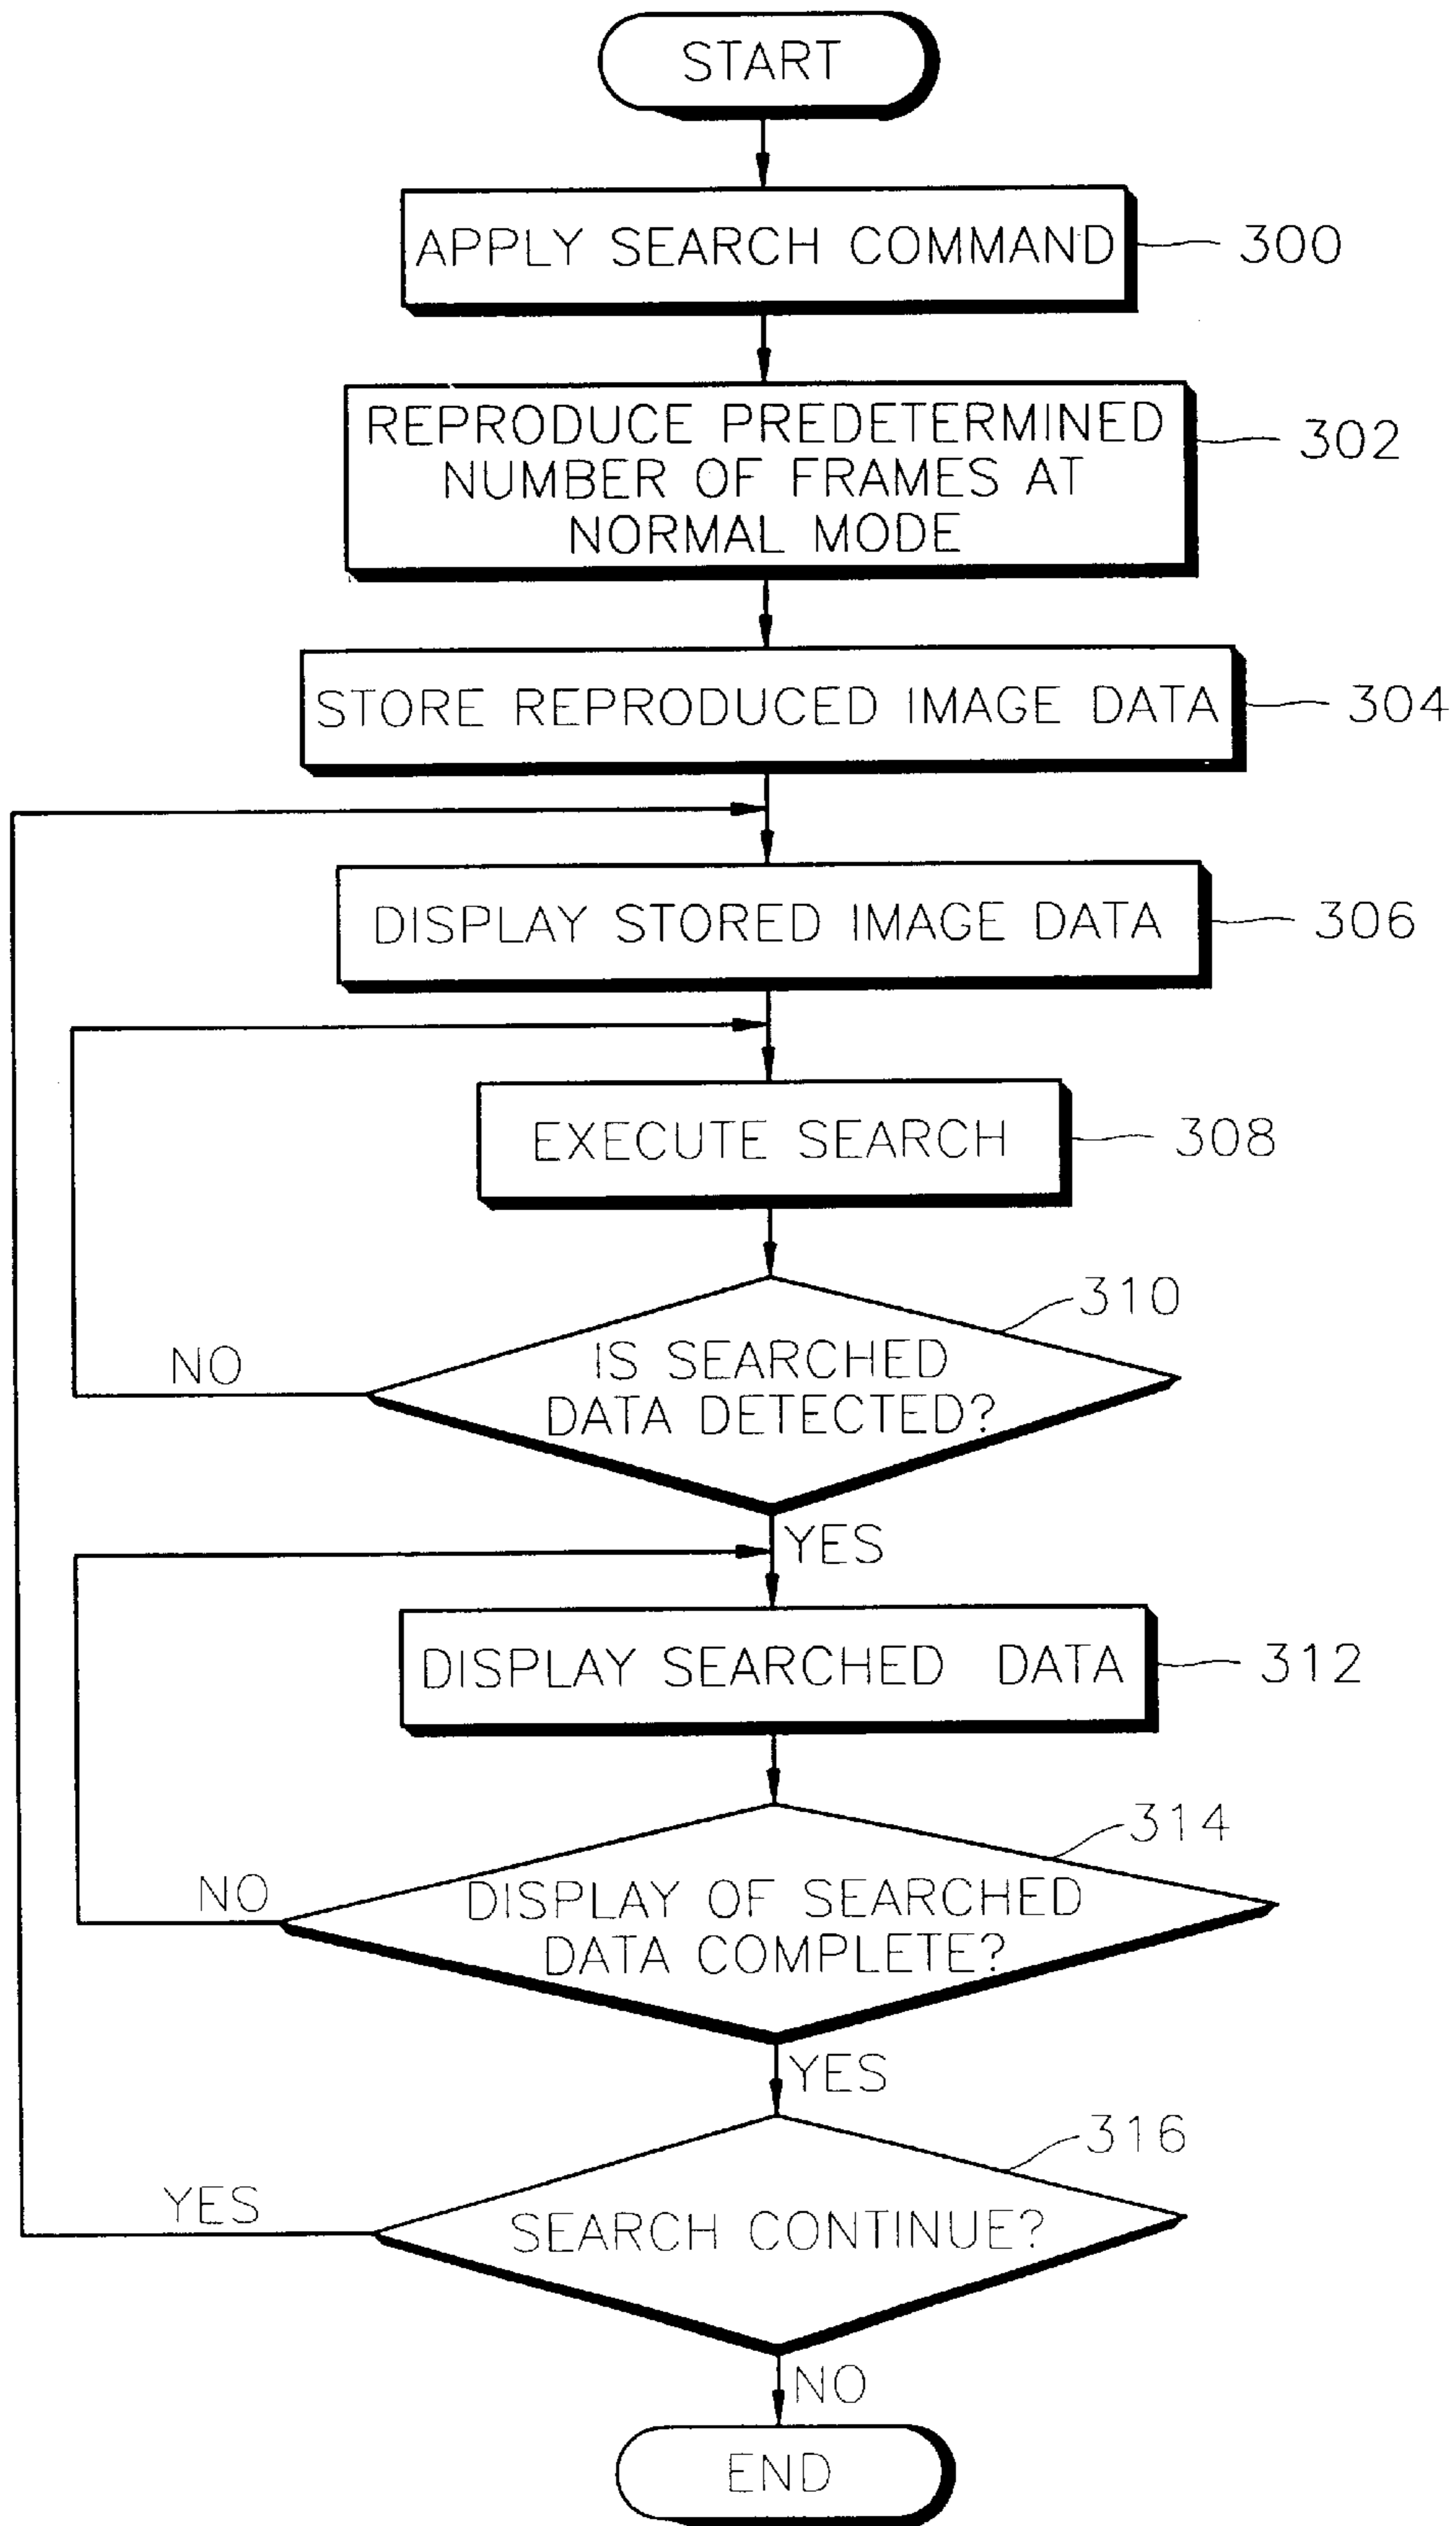 START
APPLY SEARCH COMMAND
300
REPRODUCE PREDETERMINED
NUMBER OF FRAMES AT
NORMAL MODE
302
STORE REPRODUCED IMAGE DATA
304
DISPLAY STORED IMAGE DATA
306
EXECUTE SEARCH
308
310
IS SEARCHED
DATA DETECTED?
NO
YES
DISPLAY SEARCHED DATA
312
314
DISPLAY OF SEARCHED
DATA COMPLETE?
NO
YES
316
SEARCH CONTINUE?
YES
NO
END